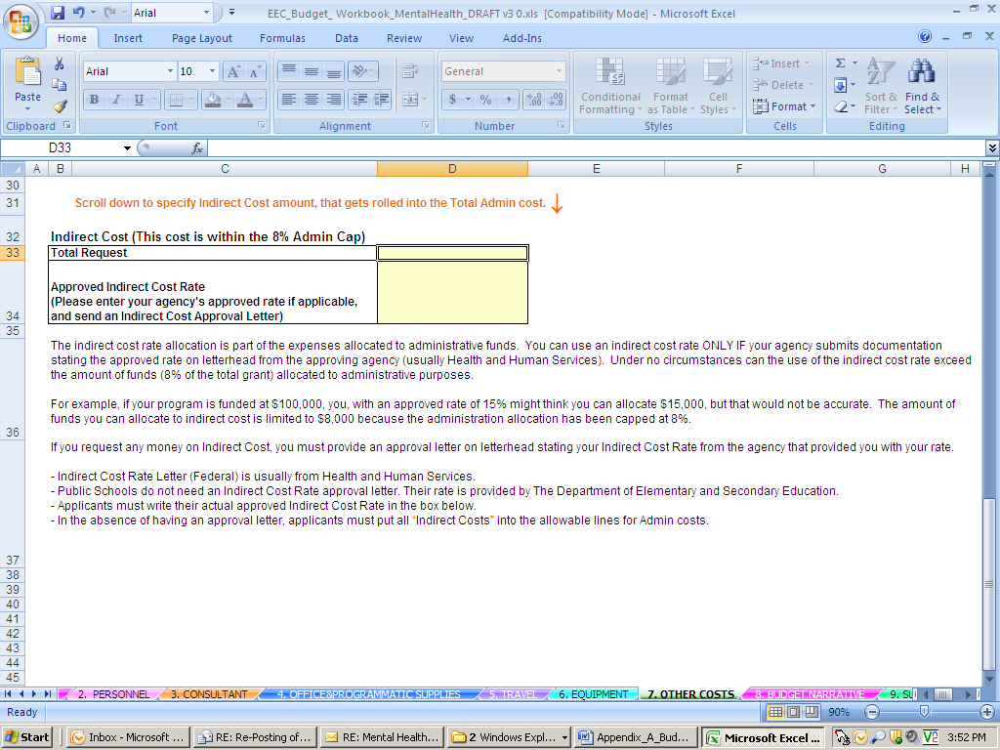 Arial
EEC_Budget_ Workbook_MentalHealth_DRAFT v3 0.xls [Compatibility Mode] - Microsoft Excel
Home Insert Page Layout Formulas Data Review View Add-Ins
Paste
Arial 10
B I U
General
$ % ,
Conditional Formatting
Format as Table
Cell Styles
Insert
Delete
Format
Sort & Filter
Find & Select
Clipboard Font Alignment Number Styles Cells Editing
D33 fx
A B C D E F G H
30
31 Scroll down to specify Indirect Cost amount, that gets rolled into the Total Admin cost.
32 Indirect Cost (This cost is within the 8% Admin Cap)
33 Total Request
Approved Indirect Cost Rate
(Please enter your agency's approved rate if applicable,
34 and send an Indirect Cost Approval Letter)
35
The indirect cost rate allocation is part of the expenses allocated to administrative funds. You can use an indirect cost rate ONLY IF your agency submits documentation
stating the approved rate on letterhead from the approving agency (usually Health and Human Services). Under no circumstances can the use of the indirect cost rate exceed
the amount of funds (8% of the total grant) allocated to administrative purposes.
For example, if your program is funded at $100,000, you, with an approved rate of 15% might think you can allocate $15,000, but that would not be accurate. The amount of
funds you can allocate to indirect cost is limited to $8,000 because the administration allocation has been capped at 8%.
36
If you request any money on Indirect Cost, you must provide an approval letter on letterhead stating your Indirect Cost Rate from the agency that provided you with your rate.
- Indirect Cost Rate Letter (Federal) is usually from Health and Human Services.
- Public Schools do not need an Indirect Cost Rate approval letter. Their rate is provided by The Department of Elementary and Secondary Education.
- Applicants must write their actual approved Indirect Cost Rate in the box below.
- In the absence of having an approval letter, applicants must put all “Indirect Costs” into the allowable lines for Admin costs.
37
38
39
40
41
42
43
44
45
2. PERSONNEL 3. CONSULTANT 4. OFFICE&PROGRAMMATIC SUPPLIES 5. TRAVEL 6. EQUIPMENT 7. OTHER COSTS 8. BUDGET NARRATIVE 9. SU
Ready 90%
Start Inbox - Microsoft ... RE: Re-Posting of... RE: Mental Health... 2 Windows Expl... Appendix_A_Bud... Microsoft Excel ... 3:52 PM